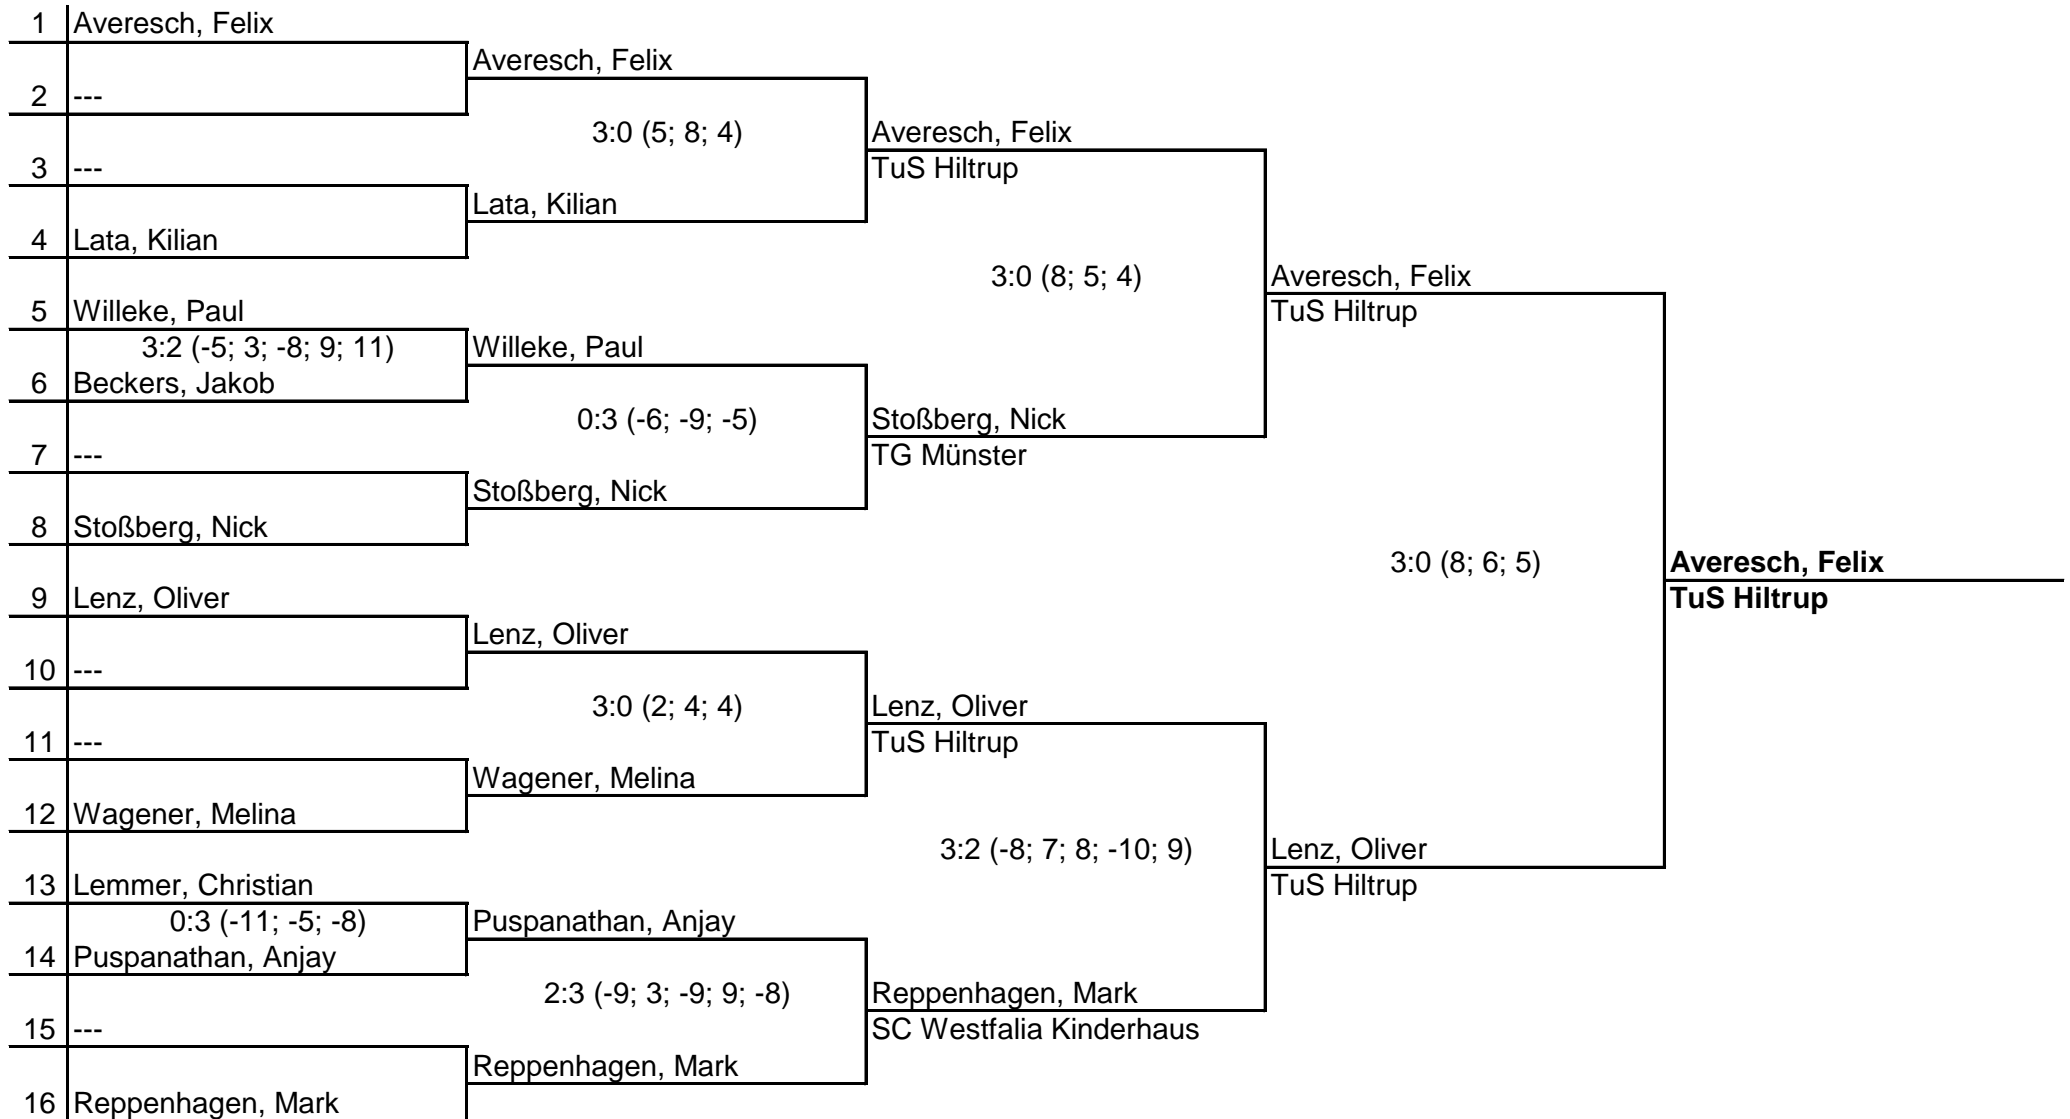 1 Averesch, Felix
Averesch, Felix
2 ---
3:0 (5; 8; 4) Averesch, Felix
3 --- TuS Hiltrup
Lata, Kilian
4 Lata, Kilian
3:0 (8; 5; 4) Averesch, Felix
5 Willeke, Paul TuS Hiltrup
3:2 (-5; 3; -8; 9; 11) Willeke, Paul
6 Beckers, Jakob
0:3 (-6; -9; -5) Stoßberg, Nick
7 --- TG Münster
Stoßberg, Nick
8 Stoßberg, Nick
3:0 (8; 6; 5) Averesch, Felix
9 Lenz, Oliver TuS Hiltrup
Lenz, Oliver
10 ---
3:0 (2; 4; 4) Lenz, Oliver
11 --- TuS Hiltrup
Wagener, Melina
12 Wagener, Melina
3:2 (-8; 7; 8; -10; 9) Lenz, Oliver
13 Lemmer, Christian TuS Hiltrup
0:3 (-11; -5; -8) Puspanathan, Anjay
14 Puspanathan, Anjay
2:3 (-9; 3; -9; 9; -8) Reppenhagen, Mark
15 --- SC Westfalia Kinderhaus
Reppenhagen, Mark
16 Reppenhagen, Mark